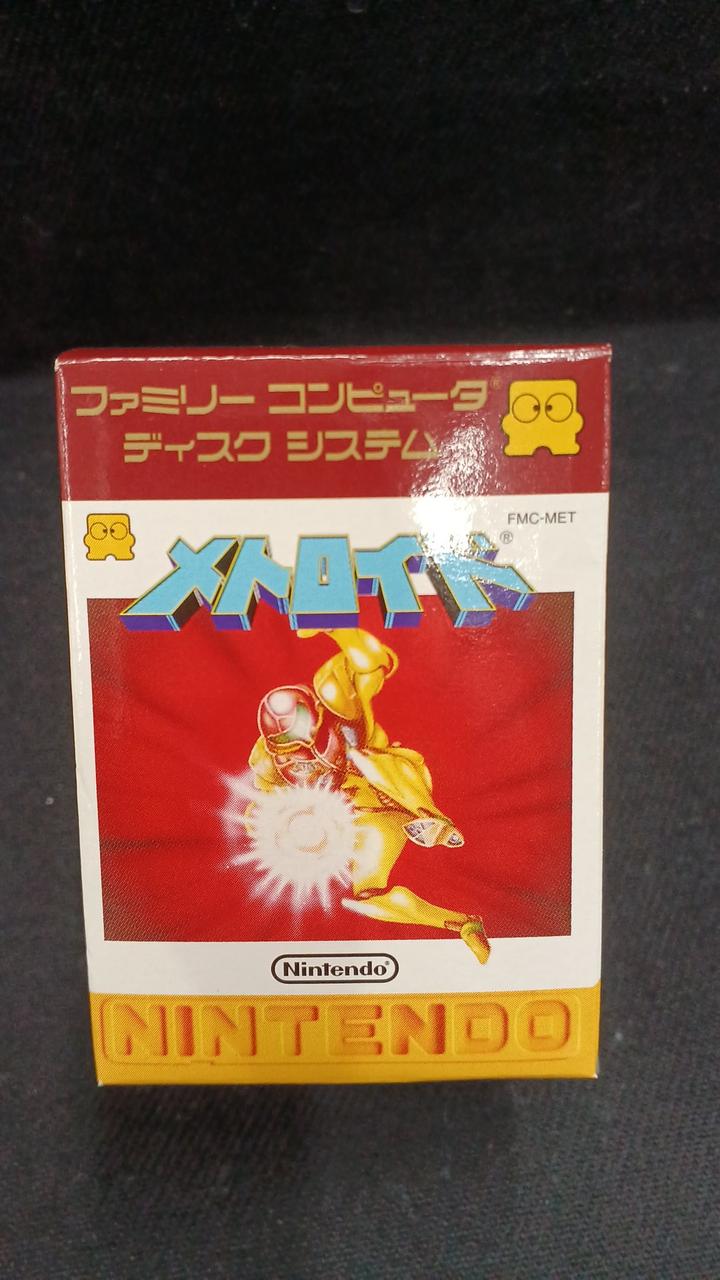 ファミリー コンピュータ®
ディスク システム
FMC-MET
メトロイド®
Nintendo®
NINTENDO